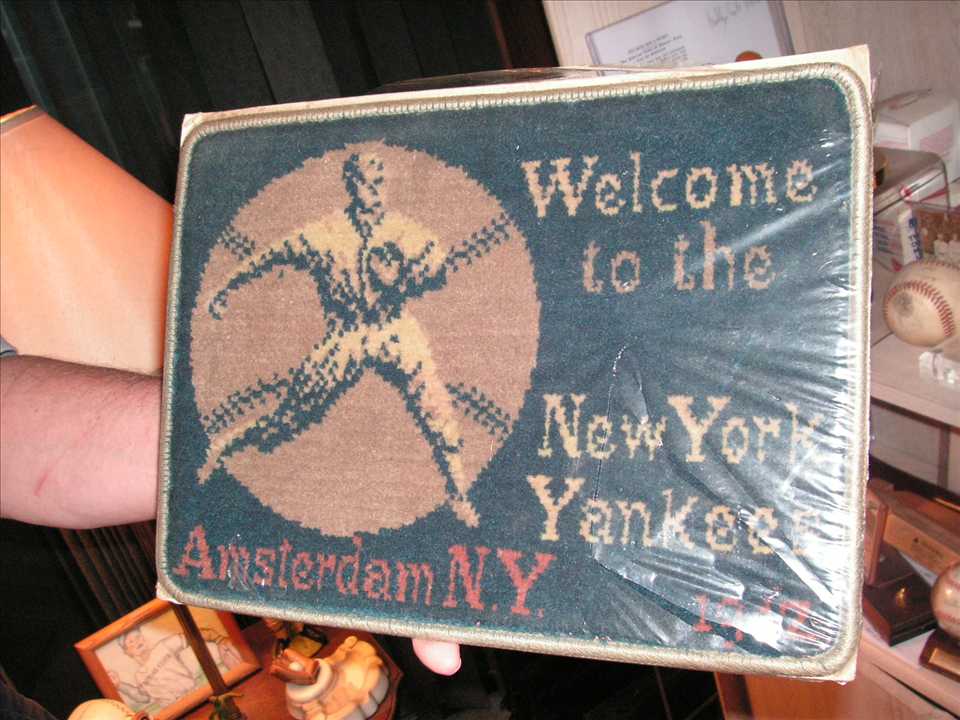 Welcome
to the
New York
Yankees
Amsterdam N.Y.